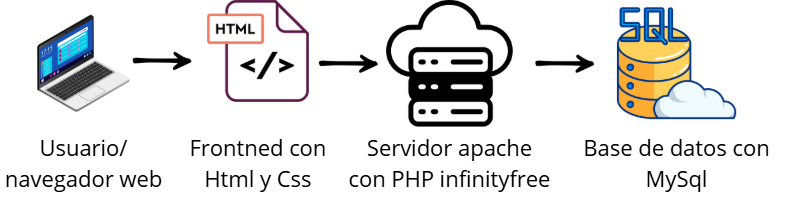 HTML
</>
SQL
Usuario/
navegador web
Frontned con
Html y Css
Servidor apache
con PHP infinityfree
Base de datos con
MySql